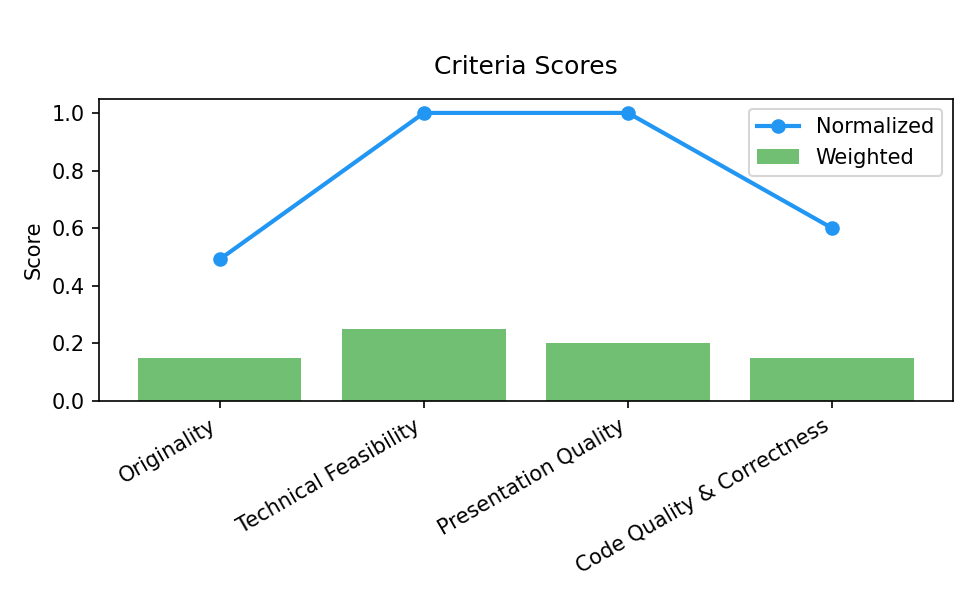 Criteria Scores
Score
1.0
0.8
0.6
0.4
0.2
0.0
Normalized
Weighted
Originality
Technical Feasibility
Presentation Quality
Code Quality & Correctness